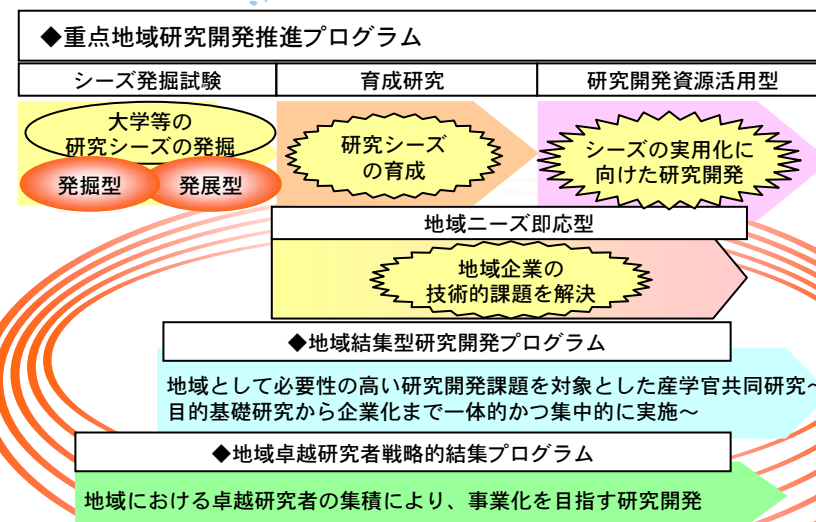 ◆重点地域研究開発推進プログラム
シーズ発掘試験
育成研究
研究開発資源活用型
大学等の
研究シーズの発掘
発掘型
発展型
研究シーズ
の育成
シーズの実用化に
向けた研究開発
地域ニーズ即応型
地域企業の
技術的課題を解決
◆地域結集型研究開発プログラム
地域として必要性の高い研究開発課題を対象とした産学官共同研究～
目的基礎研究から企業化まで一体的かつ集中的に実施～
◆地域卓越研究者戦略的結集プログラム
地域における卓越研究者の集積により、事業化を目指す研究開発